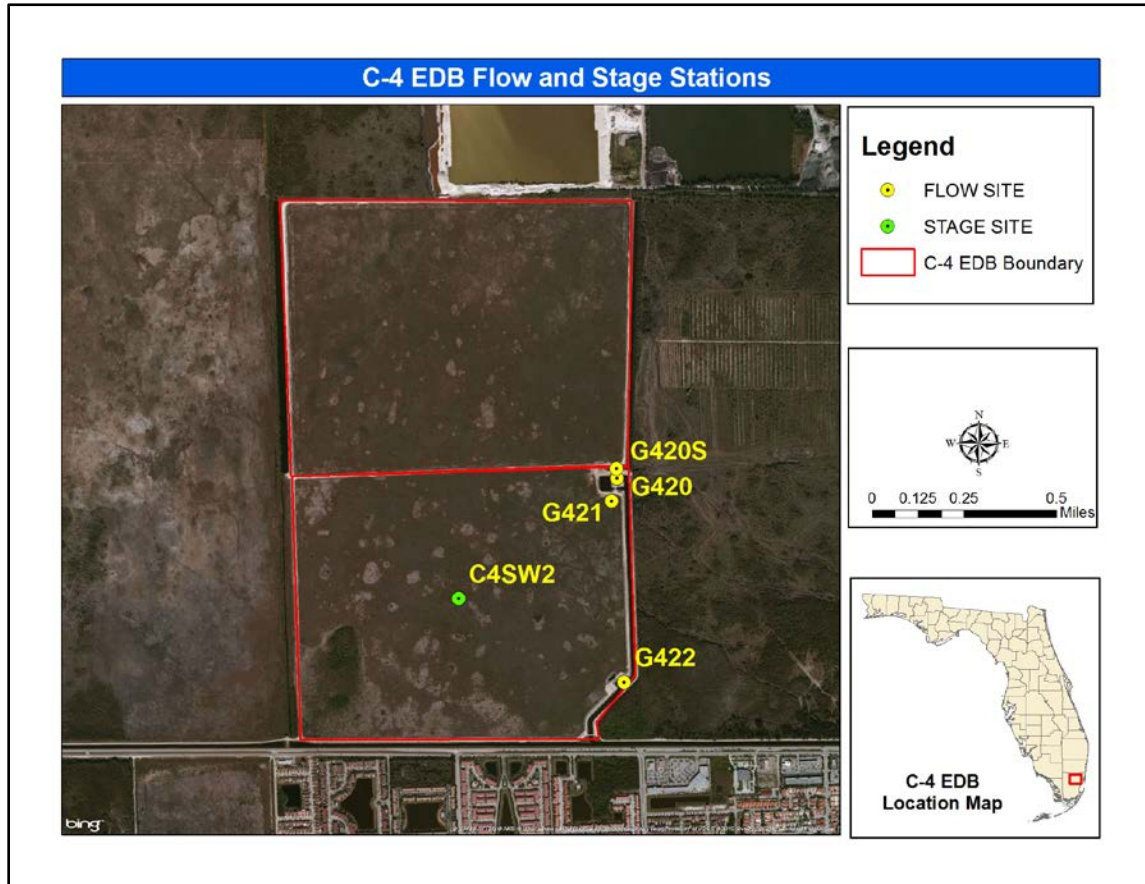 C-4 EDB Flow and Stage Stations
Legend
FLOW SITE
STAGE SITE
C-4 EDB Boundary
G420S
G420
G421
C4SW2
G422
N
W
E
S
0 0.125 0.25 0.5
Miles
C-4 EDB
Location Map
bing